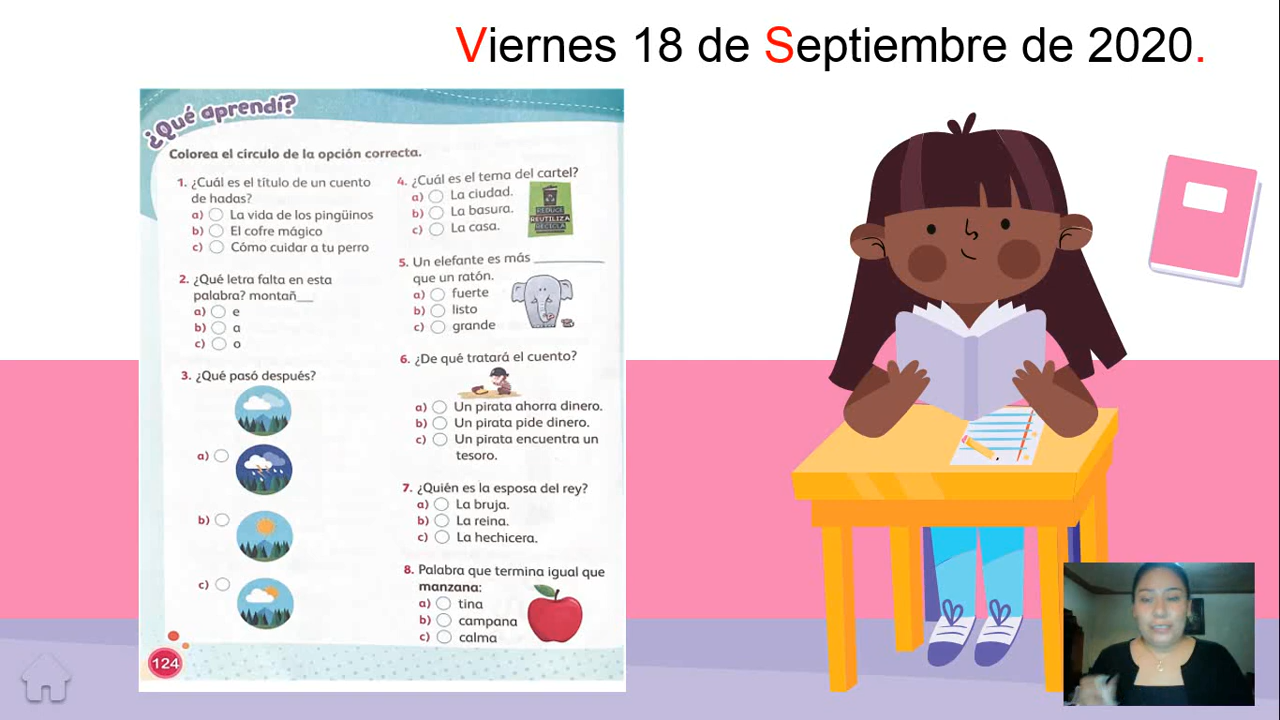 Viernes 18 de Septiembre de 2020.
¿Qué aprendí?
Colorea el círculo de la opción correcta.
1. ¿Cuál es el título de un cuento
de hadas?
a) La vida de los pingüinos
b) El cofre mágico
c) Cómo cuidar a tu perro
2. ¿Qué letra falta en esta
palabra? montañ__
a) e
b) a
c) o
3. ¿Qué pasó después?
a)
b)
c)
4. ¿Cuál es el tema del cartel?
a) La ciudad.
b) La basura.
c) La casa.
REDUCE
REUTILIZA
RECICLA
5. Un elefante es más __________
que un ratón.
a) fuerte
b) listo
c) grande
6. ¿De qué tratará el cuento?
a) Un pirata ahorra dinero.
b) Un pirata pide dinero.
c) Un pirata encuentra un
tesoro.
7. ¿Quién es la esposa del rey?
a) La bruja.
b) La reina.
c) La hechicera.
8. Palabra que termina igual que
manzana:
a) tina
b) campana
c) calma
124